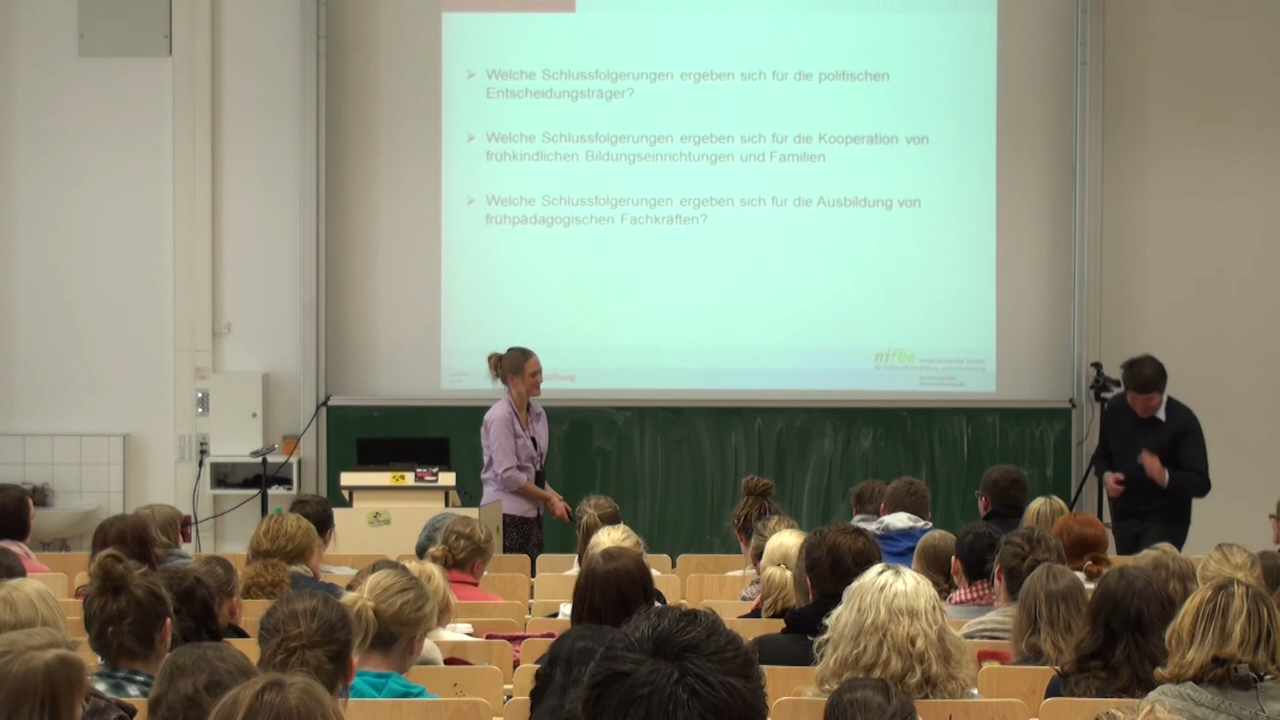 Welche Schlussfolgerungen ergeben sich für die politischen
Entscheidungsträger?
Welche Schlussfolgerungen ergeben sich für die Kooperation von
frühkindlichen Bildungseinrichtungen und Familien
Welche Schlussfolgerungen ergeben sich für die Ausbildung von
frühpädagogischen Fachkräften?
nifbe